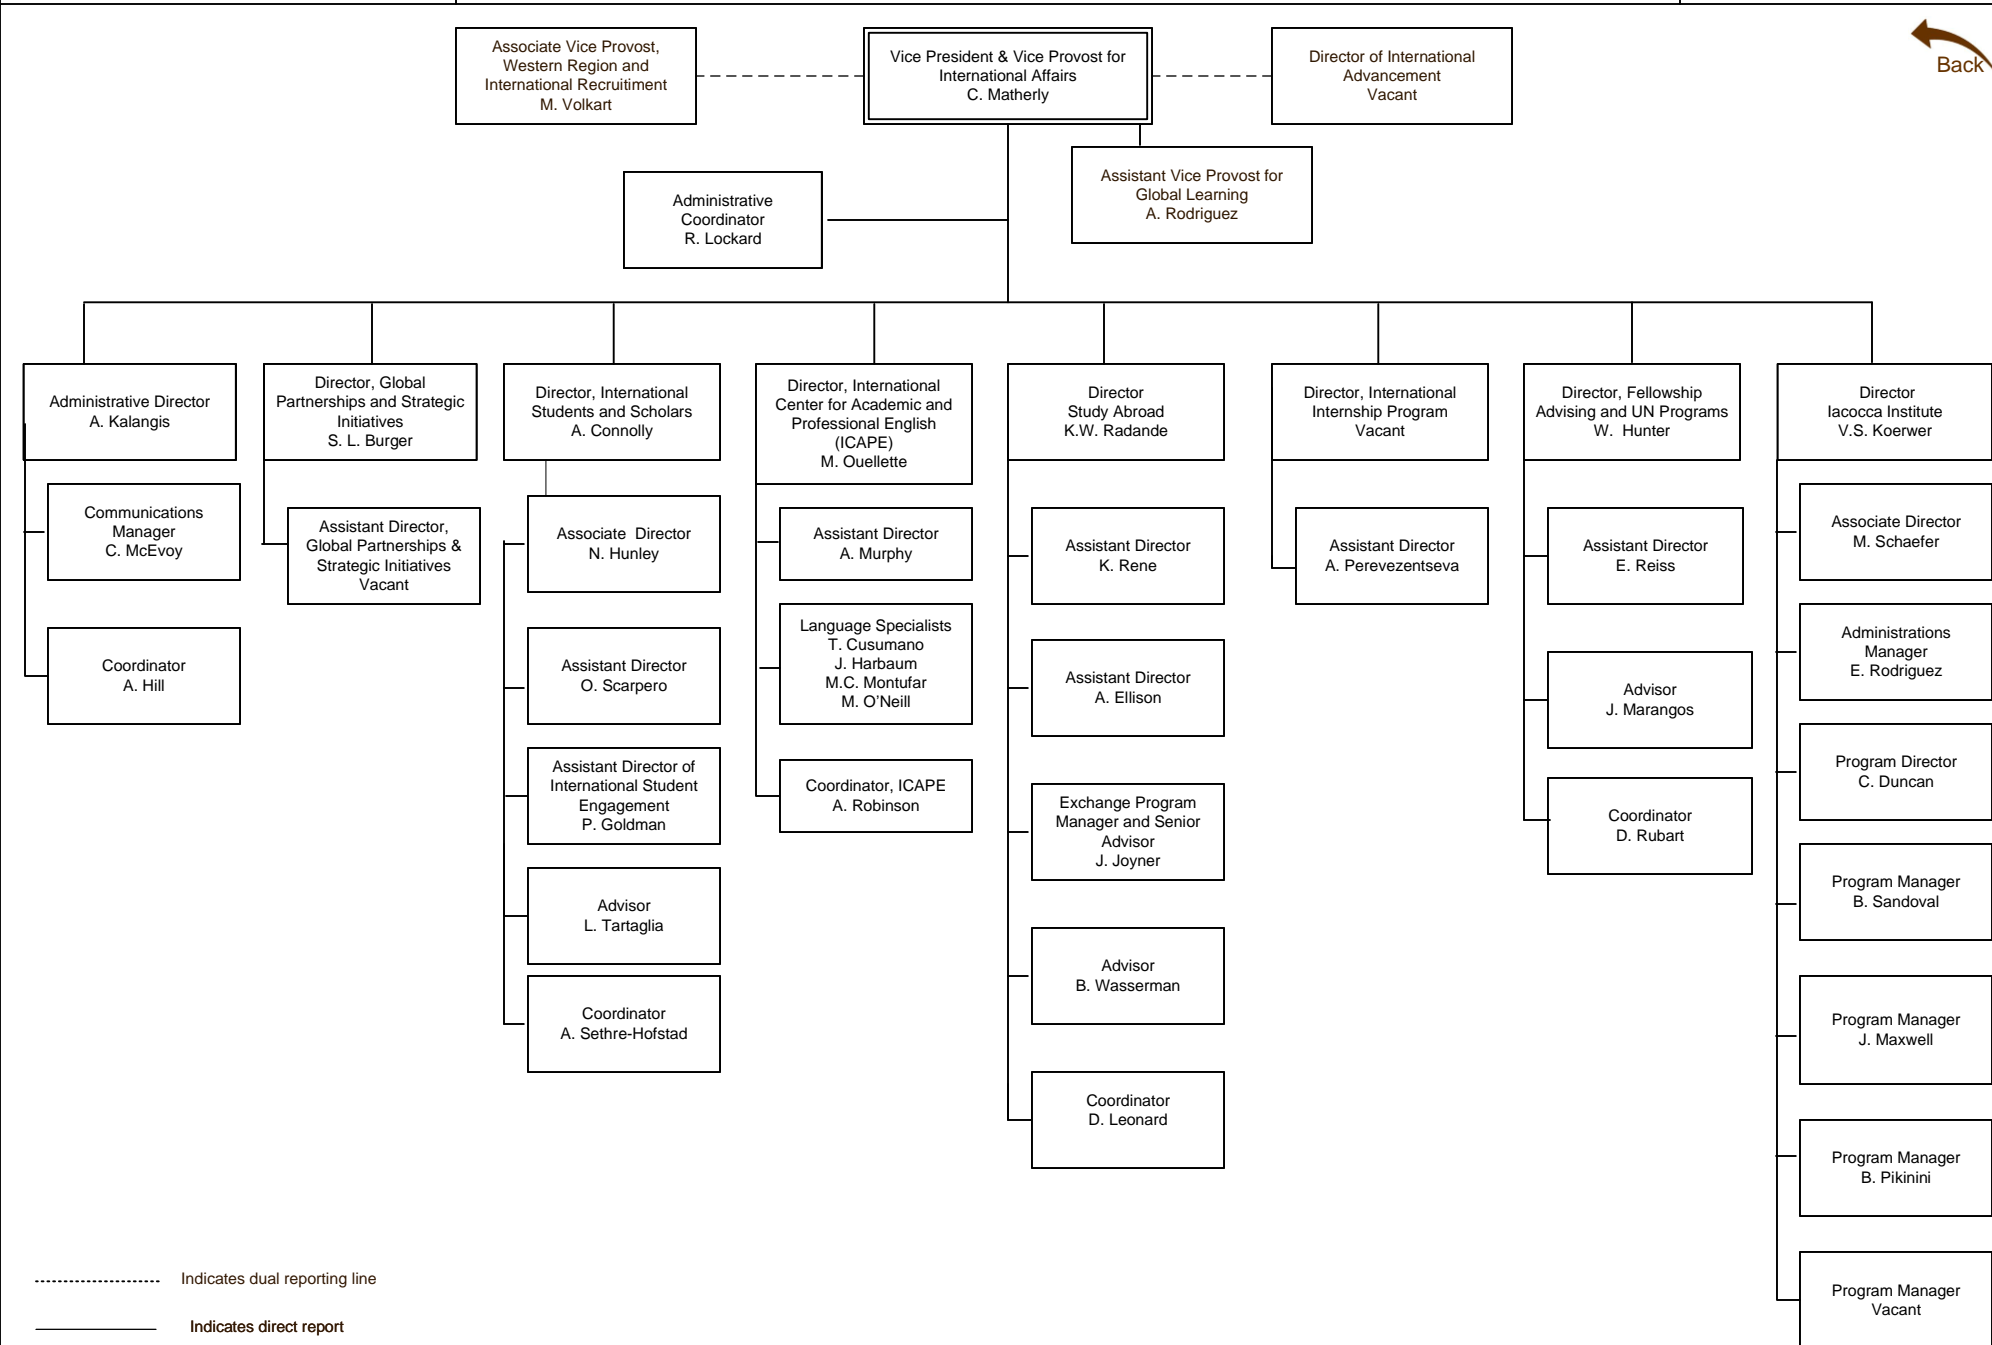 Associate Vice Provost,
Western Region and
International Recruitment
M. Volkart
Vice President & Vice Provost for
International Affairs
C. Matherly
Director of International
Advancement
Vacant
Back
Assistant Vice Provost for
Global Learning
A. Rodriguez
Administrative
Coordinator
R. Lockard
Administrative Director
A. Kalangis
Communications
Manager
C. McEvoy
Coordinator
A. Hill
Director, Global
Partnerships and Strategic
Initiatives
S. L. Burger
Assistant Director,
Global Partnerships &
Strategic Initiatives
Vacant
Director, International
Students and Scholars
A. Connolly
Associate Director
N. Hunley
Assistant Director
O. Scarpero
Assistant Director of
International Student
Engagement
P. Goldman
Advisor
L. Tartaglia
Coordinator
A. Sethre-Hofstad
Director, International
Center for Academic and
Professional English
(ICAPE)
M. Ouellette
Assistant Director
A. Murphy
Language Specialists
T. Cusumano
J. Harbaum
M.C. Montufar
M. O’Neill
Coordinator, ICAPE
A. Robinson
Director
Study Abroad
K.W. Radande
Assistant Director
K. Rene
Assistant Director
A. Ellison
Exchange Program
Manager and Senior
Advisor
J. Joyner
Advisor
B. Wasserman
Coordinator
D. Leonard
Director, International
Internship Program
Vacant
Assistant Director
A. Perevezentseva
Director, Fellowship
Advising and UN Programs
W. Hunter
Assistant Director
E. Reiss
Advisor
J. Marangos
Coordinator
D. Rubart
Director
Iacocca Institute
V.S. Koerwer
Associate Director
M. Schaefer
Administrations
Manager
E. Rodriguez
Program Director
C. Duncan
Program Manager
B. Sandoval
Program Manager
J. Maxwell
Program Manager
B. Pikinini
Program Manager
Vacant
Indicates dual reporting line
Indicates direct report